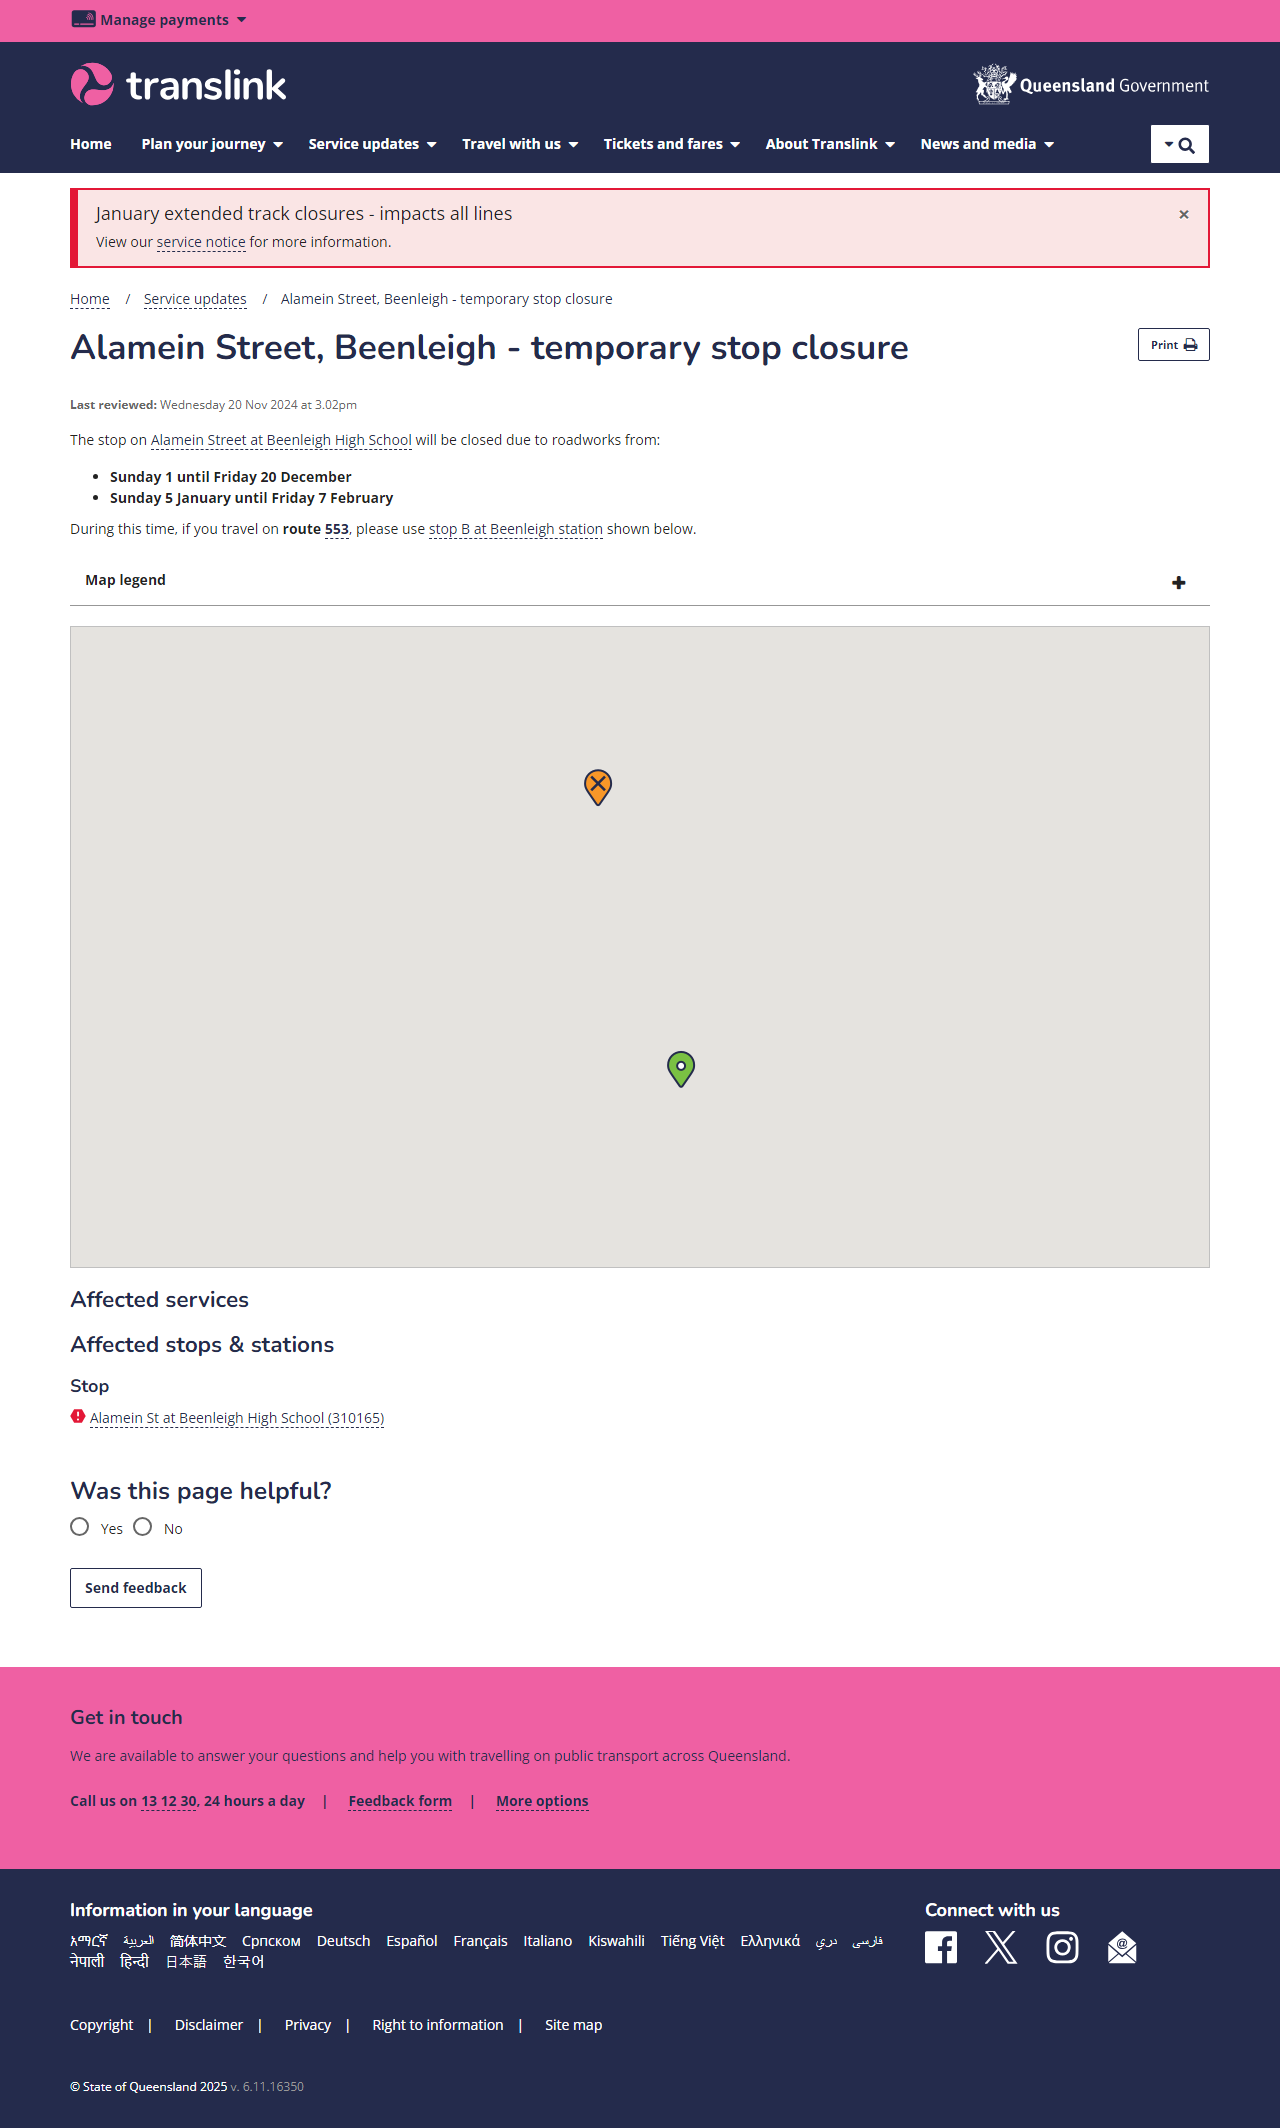 Manage payments
translink
Queensland Government
Home Plan your journey Service updates Travel with us Tickets and fares About Translink News and media
January extended track closures - impacts all lines ×
View our service notice for more information.
Home / Service updates / Alamein Street, Beenleigh - temporary stop closure
Alamein Street, Beenleigh - temporary stop closure
Print
Last reviewed: Wednesday 20 Nov 2024 at 3.02pm
The stop on Alamein Street at Beenleigh High School will be closed due to roadworks from:
• Sunday 1 until Friday 20 December
• Sunday 5 January until Friday 7 February
During this time, if you travel on route 553, please use stop B at Beenleigh station shown below.
Map legend
Affected services
Affected stops & stations
Stop
Alamein St at Beenleigh High School (310165)
Was this page helpful?
Yes No
Send feedback
Get in touch
We are available to answer your questions and help you with travelling on public transport across Queensland.
Call us on 13 12 30, 24 hours a day | Feedback form | More options
Information in your language
አማርኛ العربية 简体中文 Српском Deutsch Español Français Italiano Kiswahili Tiếng Việt Ελληνικά دري فارسی
नेपाली हिन्दी 日本語 한국어
Connect with us
Copyright | Disclaimer | Privacy | Right to information | Site map
© State of Queensland 2025 v. 6.11.16350